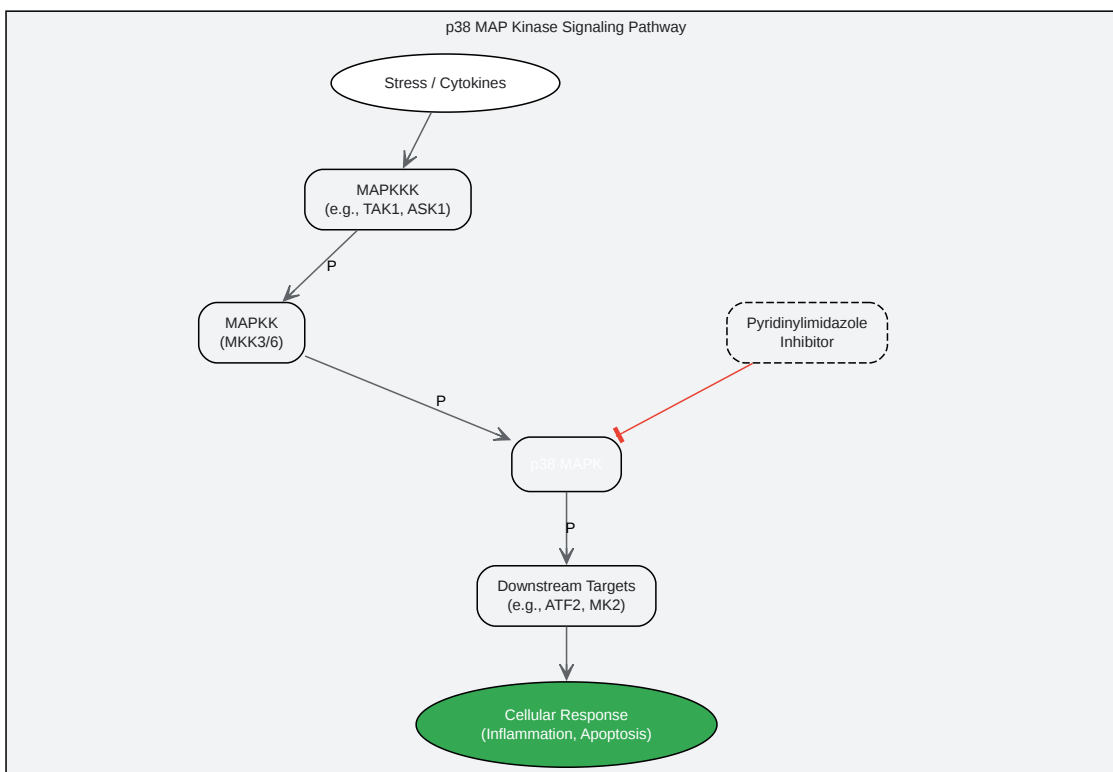 p38 MAP Kinase Signaling Pathway
Stress / Cytokines
MAPKKK
(e.g., TAK1, ASK1)
P
MAPKK
(MKK3/6)
Pyridinylimidazole
Inhibitor
P
p38 MAPK
P
Downstream Targets
(e.g., ATF2, MK2)
Cellular Response
(Inflammation, Apoptosis)